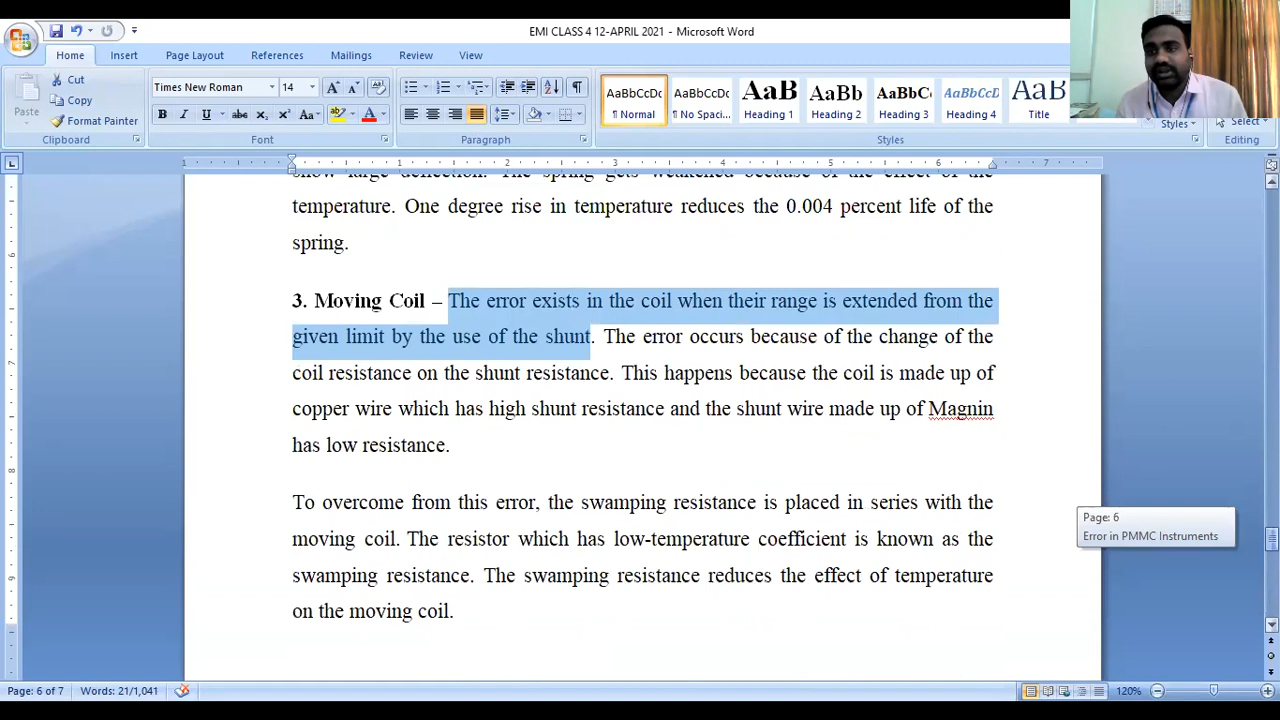 EMI CLASS 4 12-APRIL 2021 - Microsoft Word
Home Insert Page Layout References Mailings Review View
Paste
Cut
Copy
Format Painter
Clipboard
Times New Roman 14
Font
Paragraph
AaBbCcDc AaBbCcDc AaBb AaBb AaBbC AaBbCcD AaBb
¶ Normal ¶ No Spaci... Heading 1 Heading 2 Heading 3 Heading 4 Title
Styles
Styles
Select
Editing
temperature. One degree rise in temperature reduces the 0.004 percent life of the
spring.
3. Moving Coil – The error exists in the coil when their range is extended from the
given limit by the use of the shunt. The error occurs because of the change of the
coil resistance on the shunt resistance. This happens because the coil is made up of
copper wire which has high shunt resistance and the shunt wire made up of Magnin
has low resistance.
To overcome from this error, the swamping resistance is placed in series with the
moving coil. The resistor which has low-temperature coefficient is known as the
swamping resistance. The swamping resistance reduces the effect of temperature
on the moving coil.
Page: 6
Error in PMMC Instruments
Page: 6 of 7 Words: 21/1,041 120%